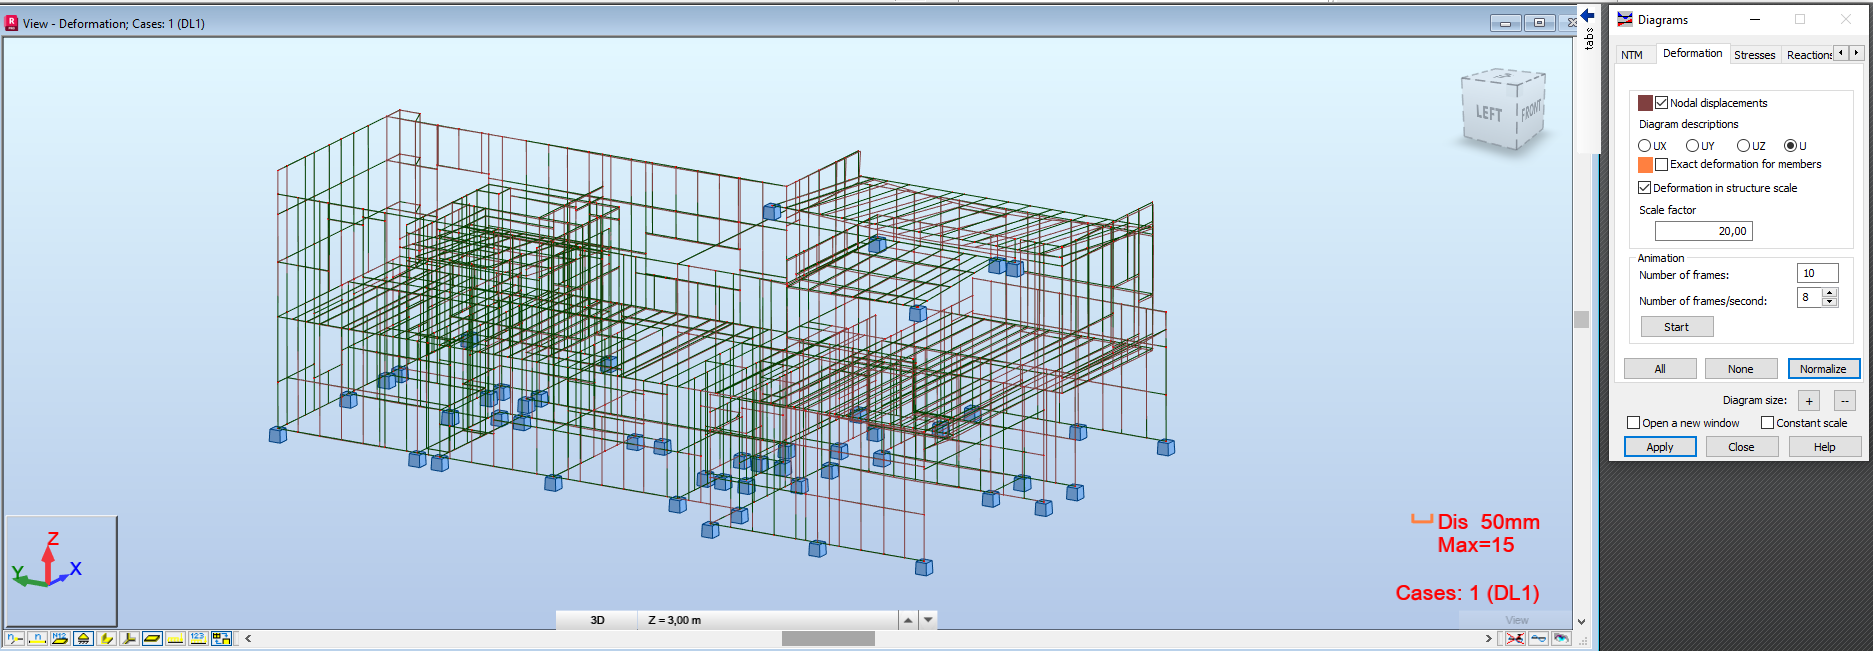 View - Deformation; Cases: 1 (DL1)
LEFT
FRONT
Dis 50mm
Max=15
Cases: 1 (DL1)
Z
Y
X
3D
Z = 3,00 m
View
tabs
Diagrams
NTM Deformation Stresses Reactions
Nodal displacements
Diagram descriptions
UX UY UZ U
Exact deformation for members
Deformation in structure scale
Scale factor
20,00
Animation
Number of frames: 10
Number of frames/second: 8
Start
All None Normalize
Diagram size: + --
Open a new window Constant scale
Apply Close Help